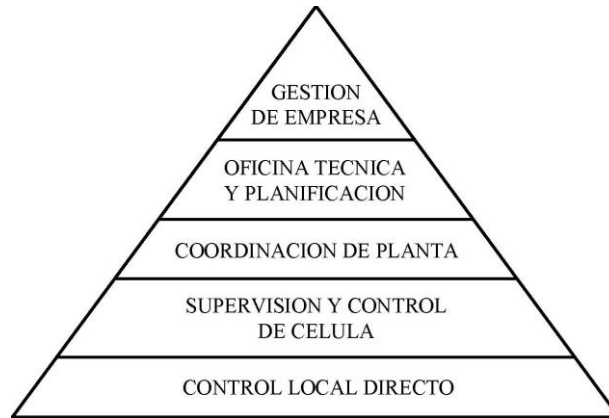 GESTION
DE EMPRESA
OFICINA TECNICA
Y PLANIFICACION
COORDINACION DE PLANTA
SUPERVISION Y CONTROL
DE CELULA
CONTROL LOCAL DIRECTO